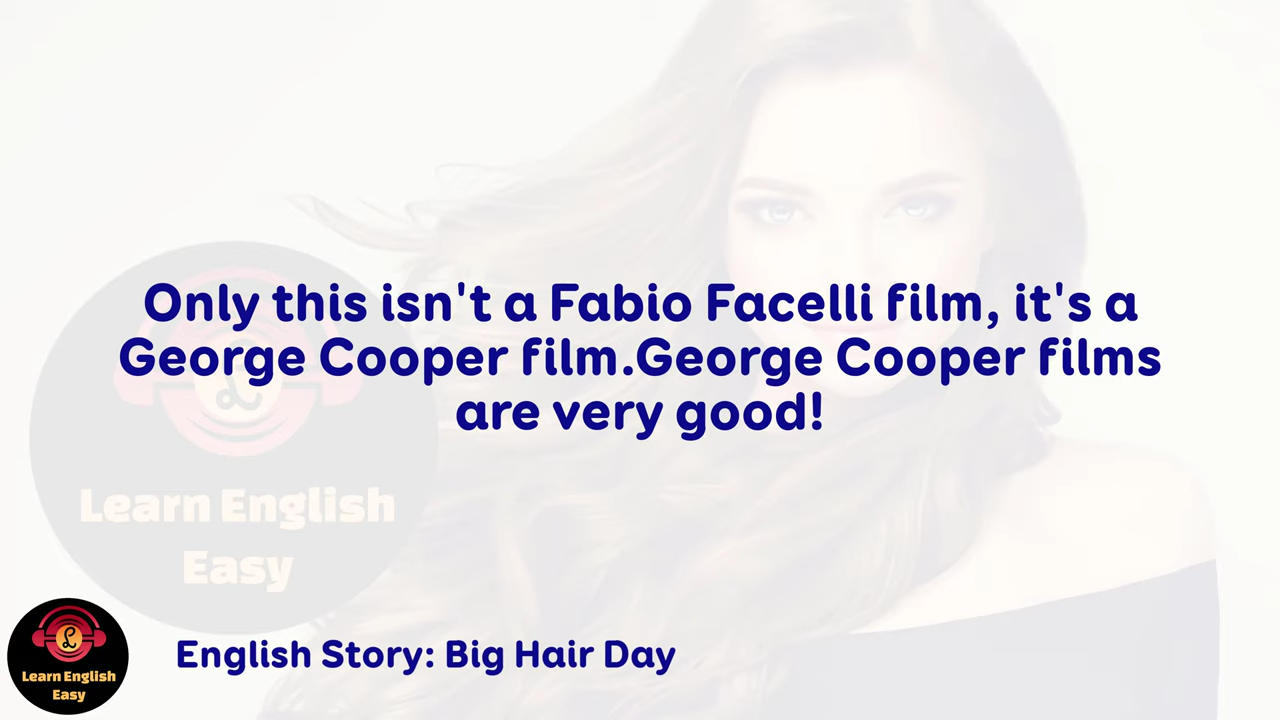 Only this isn't a Fabio Facelli film, it's a
George Cooper film.George Cooper films
are very good!
Learn English
Easy
English Story: Big Hair Day
Learn English
Easy